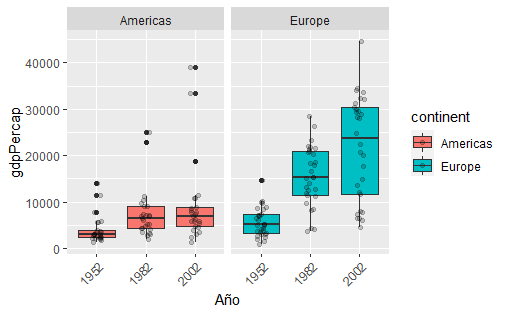 Americas
Europe
gdpPercap
40000
30000
20000
10000
0
1952
1982
2002
1952
1982
2002
Año
continent
Americas
Europe